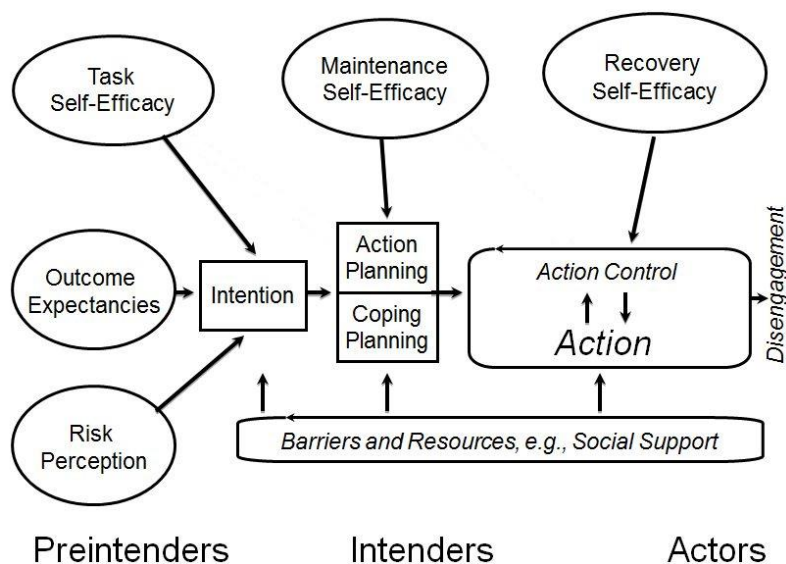 Task
Self-Efficacy
Maintenance
Self-Efficacy
Recovery
Self-Efficacy
Outcome
Expectancies
Intention
Action
Planning
Coping
Planning
Action Control
Action
Disengagement
Risk
Perception
Barriers and Resources, e.g., Social Support
Preintenders
Intenders
Actors